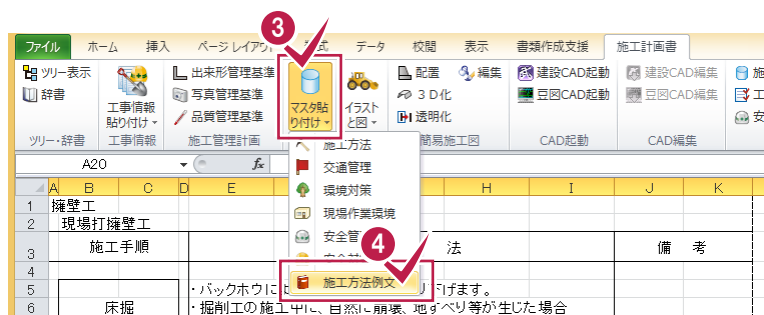 3
ファイル ホーム 挿入 ページ レイアウト 数式 データ 校閲 表示 書類作成支援 施工計画書
ツリー表示
辞書
ツリー・辞書
工事情報
貼り付け
工事情報
出来形管理基準
写真管理基準
品質管理基準
施工管理計画
マスタ貼
り付け
イラスト
と図
配置 編集
3D化
透明化
簡易施工図
建設CAD起動
豆図CAD起動
CAD起動
建設CAD編集
豆図CAD編集
CAD編集
施
工
安
施工方法
交通管理
環境対策
現場作業環境
安全管
4
施工方法例文
A20 fx
A B C D E H I J K
1 擁壁工
2 現場打擁壁工
3 施工手順 法 備 考
4
5 ・バックホウに り下げます。
6 床掘 ・掘削工の施工中に、自然に崩壊、地すべり等が生じた場合